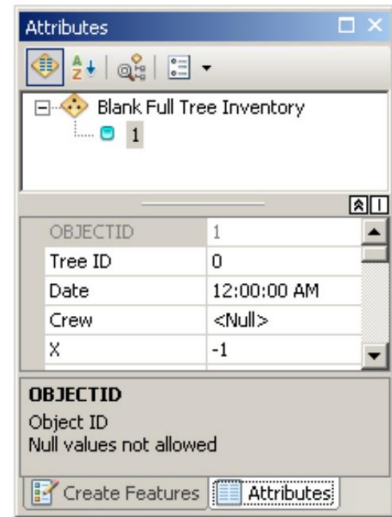 Attributes
Blank Full Tree Inventory
1
OBJECTID 1
Tree ID 0
Date 12:00:00 AM
Crew <Null>
X -1
OBJECTID
Object ID
Null values not allowed
Create Features Attributes